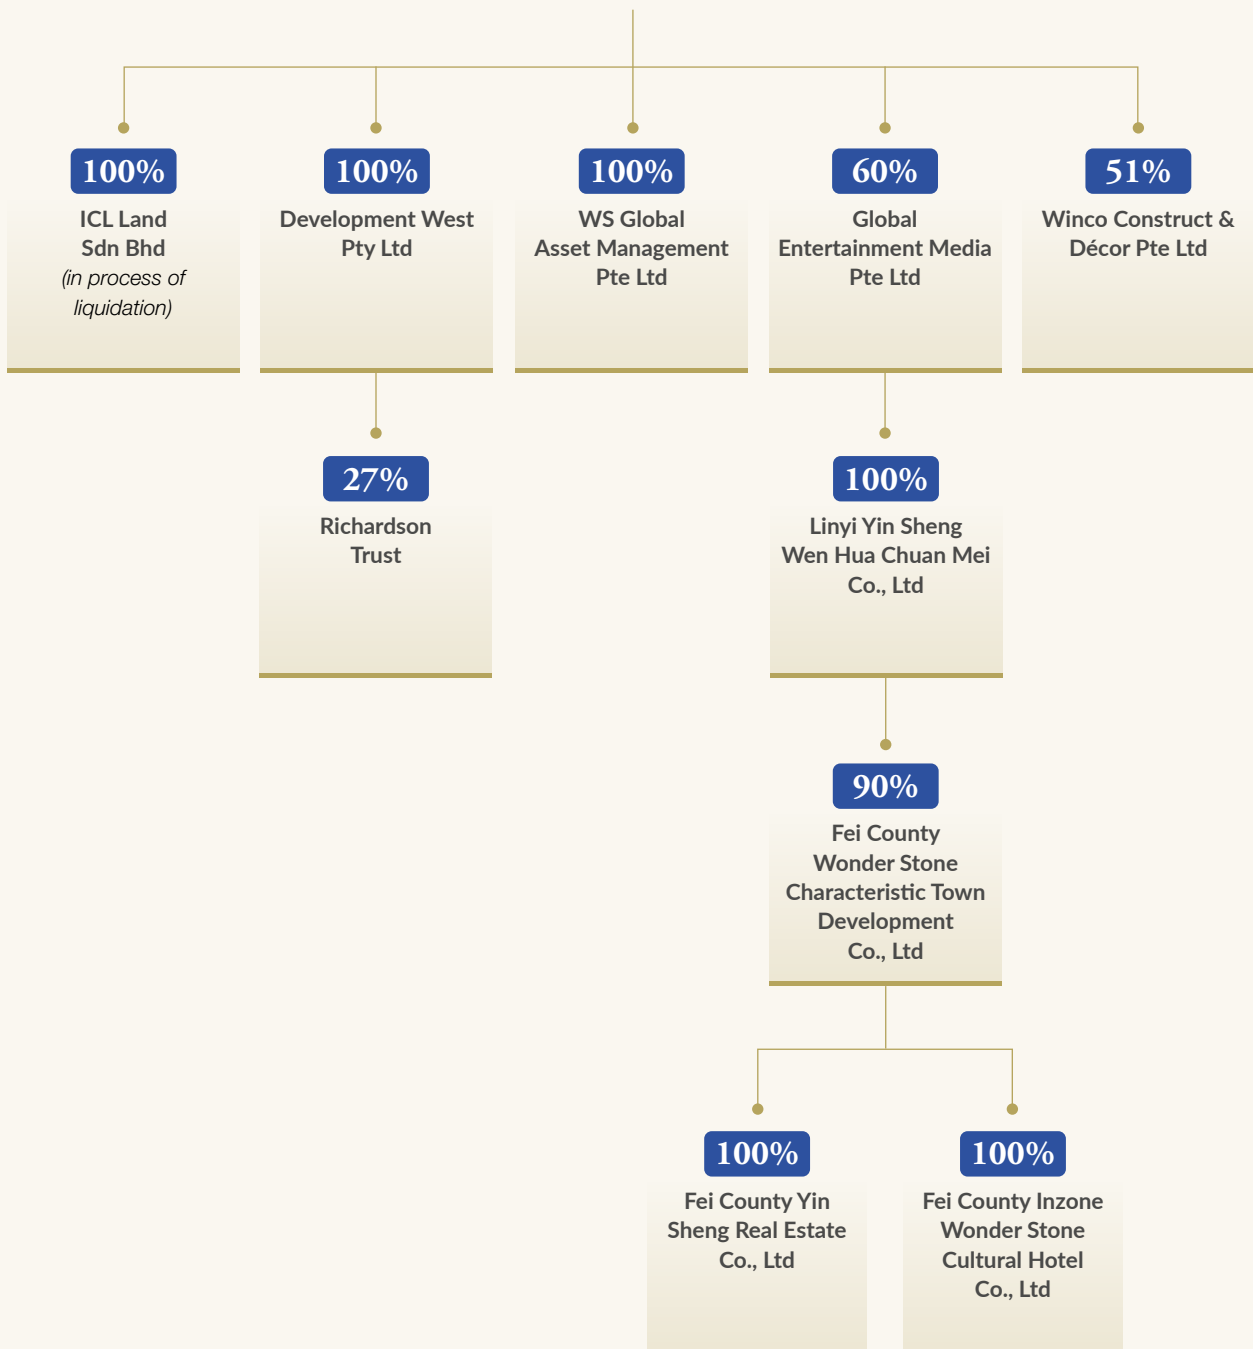 100%
ICL Land
Sdn Bhd
(in process of
liquidation)
100%
Development West
Pty Ltd
100%
WS Global
Asset Management
Pte Ltd
60%
Global
Entertainment Media
Pte Ltd
51%
Winco Construct &
Décor Pte Ltd
27%
Richardson
Trust
100%
Linyi Yin Sheng
Wen Hua Chuan Mei
Co., Ltd
90%
Fei County
Wonder Stone
Characteristic Town
Development
Co., Ltd
100%
Fei County Yin
Sheng Real Estate
Co., Ltd
100%
Fei County Inzone
Wonder Stone
Cultural Hotel
Co., Ltd